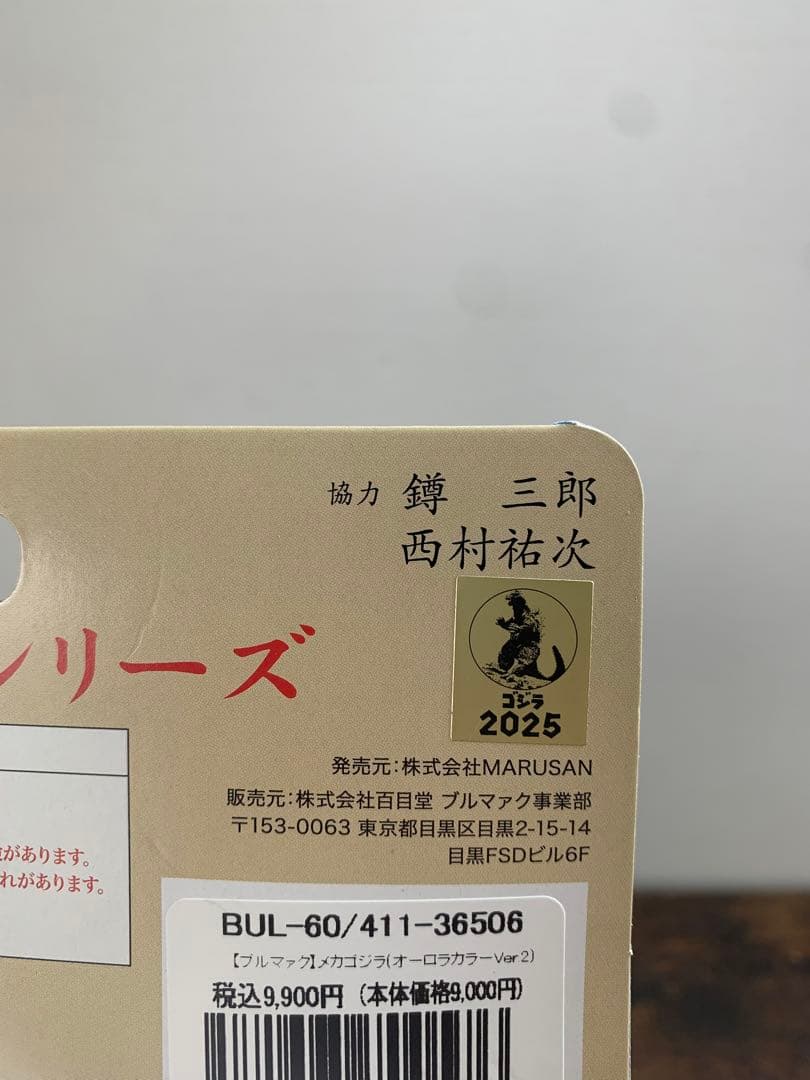 協力 鐏 三郎
西村祐次
シリーズ
ゴジラ
2025
発売元:株式会社MARUSAN
販売元:株式会社百目堂 ブルマァク事業部
〒153-0063 東京都目黒区目黒2-15-14
目黒FSDビル6F
があります。
れがあります。
BUL-60/411-36506
【ブルマァク】メカゴジラ(オーロラカラーVer.2)
税込9,900円 (本体価格9,000円)